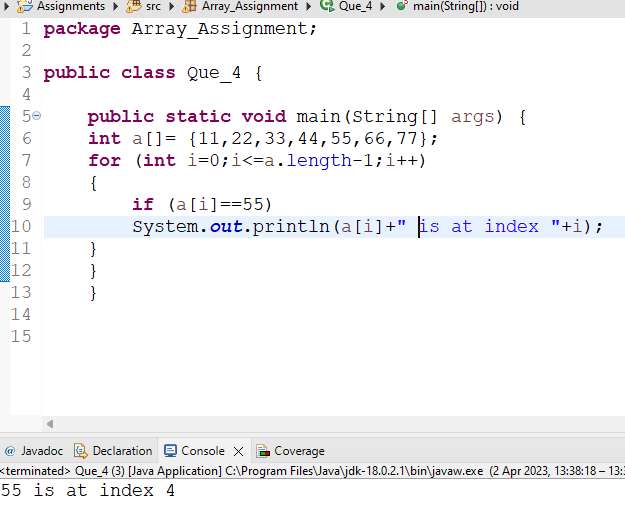 Assignments src Array_Assignment Que_4 main(String[]) : void
1 package Array_Assignment;
2
3 public class Que_4 {
4
5 public static void main(String[] args) {
6 int a[]= {11,22,33,44,55,66,77};
7 for (int i=0;i<=a.length-1;i++)
8 {
9 if (a[i]==55)
10 System.out.println(a[i]+" is at index "+i);
11 }
12 }
13 }
14
15
@ Javadoc Declaration Console Coverage
<terminated> Que_4 (3) [Java Application] C:\Program Files\Java\jdk-18.0.2.1\bin\javaw.exe (2 Apr 2023, 13:38:18 – 13:3
55 is at index 4